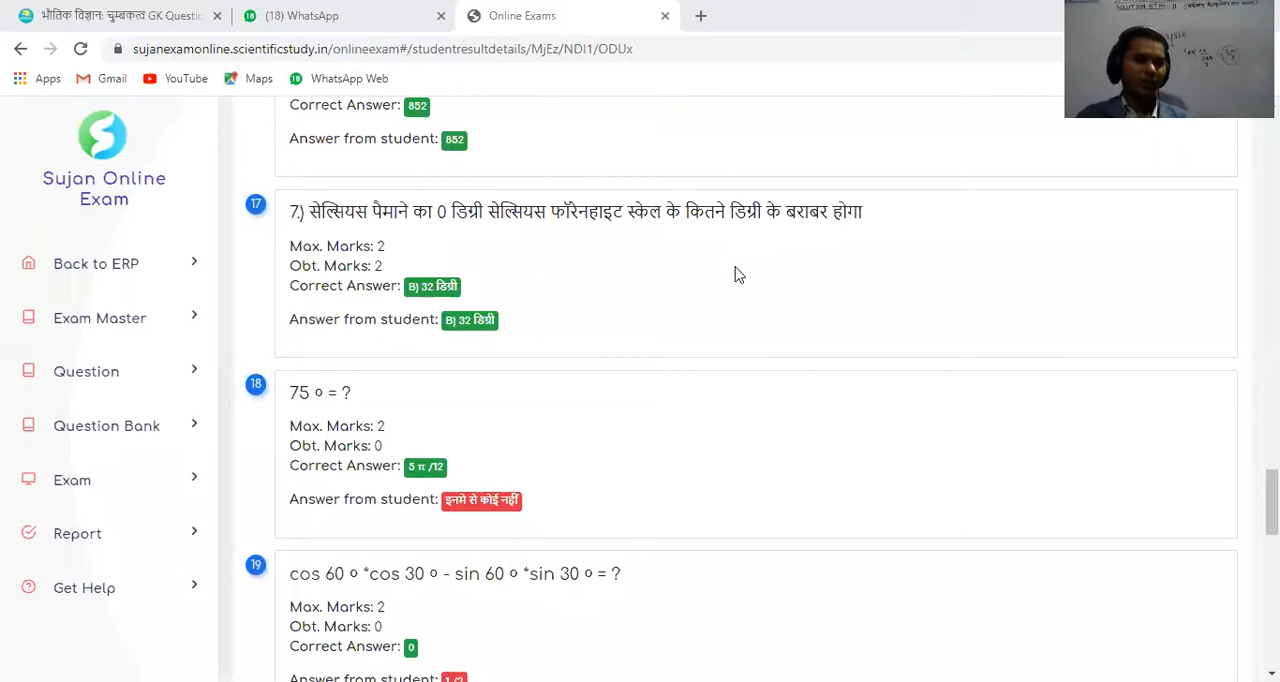 भौतिक विज्ञान: चुम्बकत्व GK Questic
(18) WhatsApp
Online Exams
sujanexamonline.scientificstudy.in/onlineexam#/studentresultdetails/MjEz/NDI1/ODUx
Apps
Gmail
YouTube
Maps
WhatsApp Web
Sujan Online
Exam
Back to ERP
Exam Master
Question
Question Bank
Exam
Report
Get Help
Correct Answer: 852
Answer from student: 852
17
7.) सेल्सियस पैमाने का 0 डिग्री सेल्सियस फॉरेनहाइट स्केल के कितने डिग्री के बराबर होगा
Max. Marks: 2
Obt. Marks: 2
Correct Answer: B) 32 डिग्री
Answer from student: B) 32 डिग्री
18
75 o = ?
Max. Marks: 2
Obt. Marks: 0
Correct Answer: 5 π /12
Answer from student: इनमे से कोई नहीं
19
cos 60 o *cos 30 o - sin 60 o *sin 30 o = ?
Max. Marks: 2
Obt. Marks: 0
Correct Answer: 0
Answer from student: 1 /2